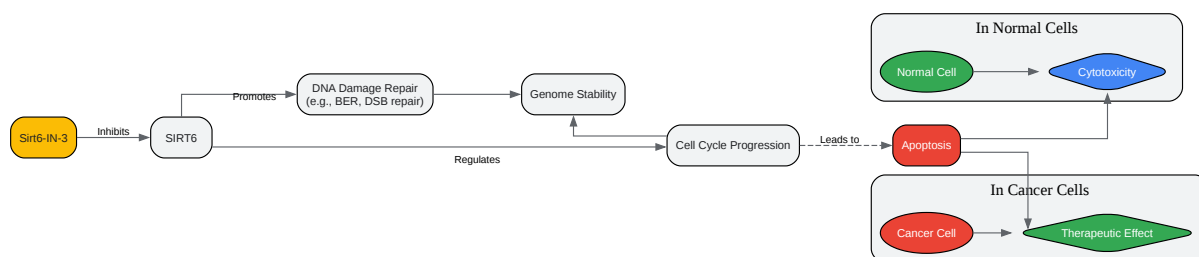 In Normal Cells
Normal Cell
Cytotoxicity
DNA Damage Repair
(e.g., BER, DSB repair)
Promotes
Genome Stability
Sirt6-IN-3
Inhibits
SIRT6
Regulates
Cell Cycle Progression
Leads to
Apoptosis
In Cancer Cells
Cancer Cell
Therapeutic Effect